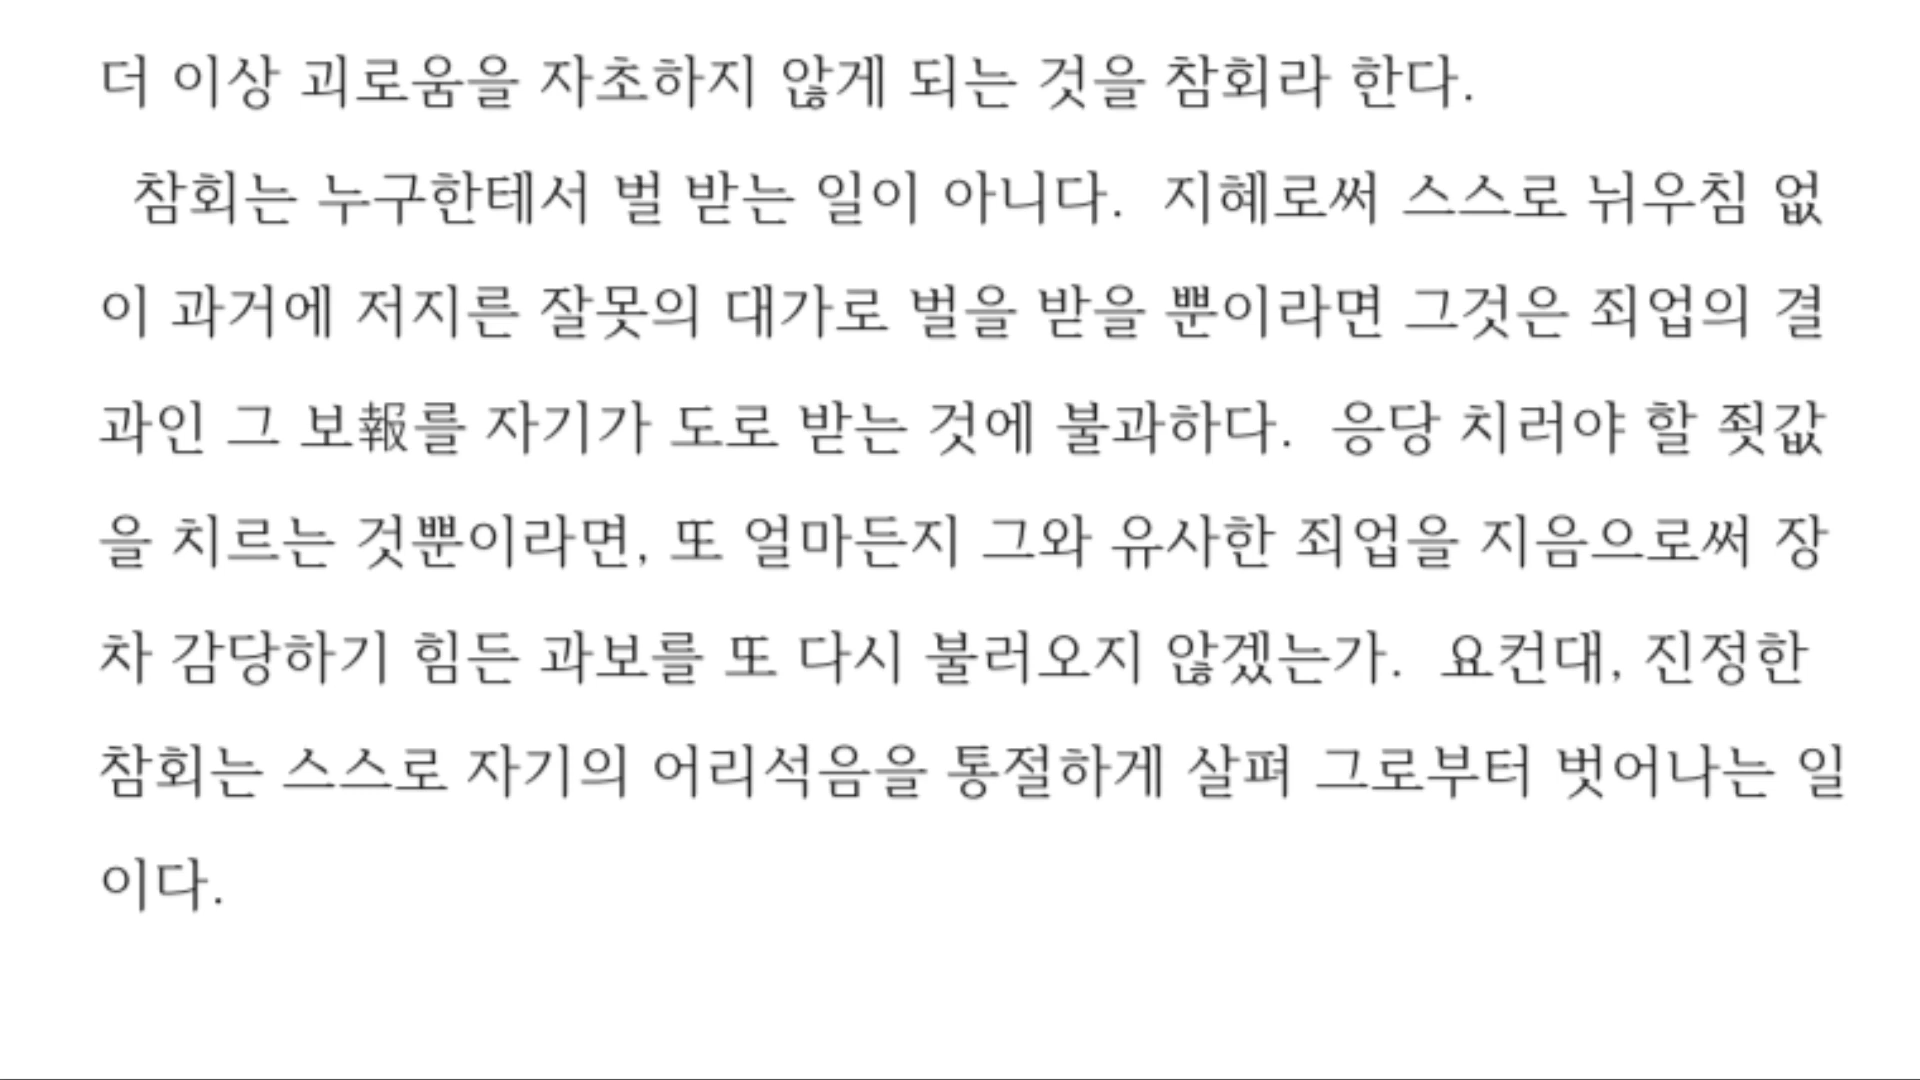 더 이상 괴로움을 자초하지 않게 되는 것을 참회라 한다.
참회는 누구한테서 벌 받는 일이 아니다. 지혜로써 스스로 뉘우침 없
이 과거에 저지른 잘못의 대가로 벌을 받을 뿐이라면 그것은 죄업의 결
과인 그 보報를 자기가 도로 받는 것에 불과하다. 응당 치러야 할 죗값
을 치르는 것뿐이라면, 또 얼마든지 그와 유사한 죄업을 지음으로써 장
차 감당하기 힘든 과보를 또 다시 불러오지 않겠는가. 요컨대, 진정한
참회는 스스로 자기의 어리석음을 통절하게 살펴 그로부터 벗어나는 일
이다.